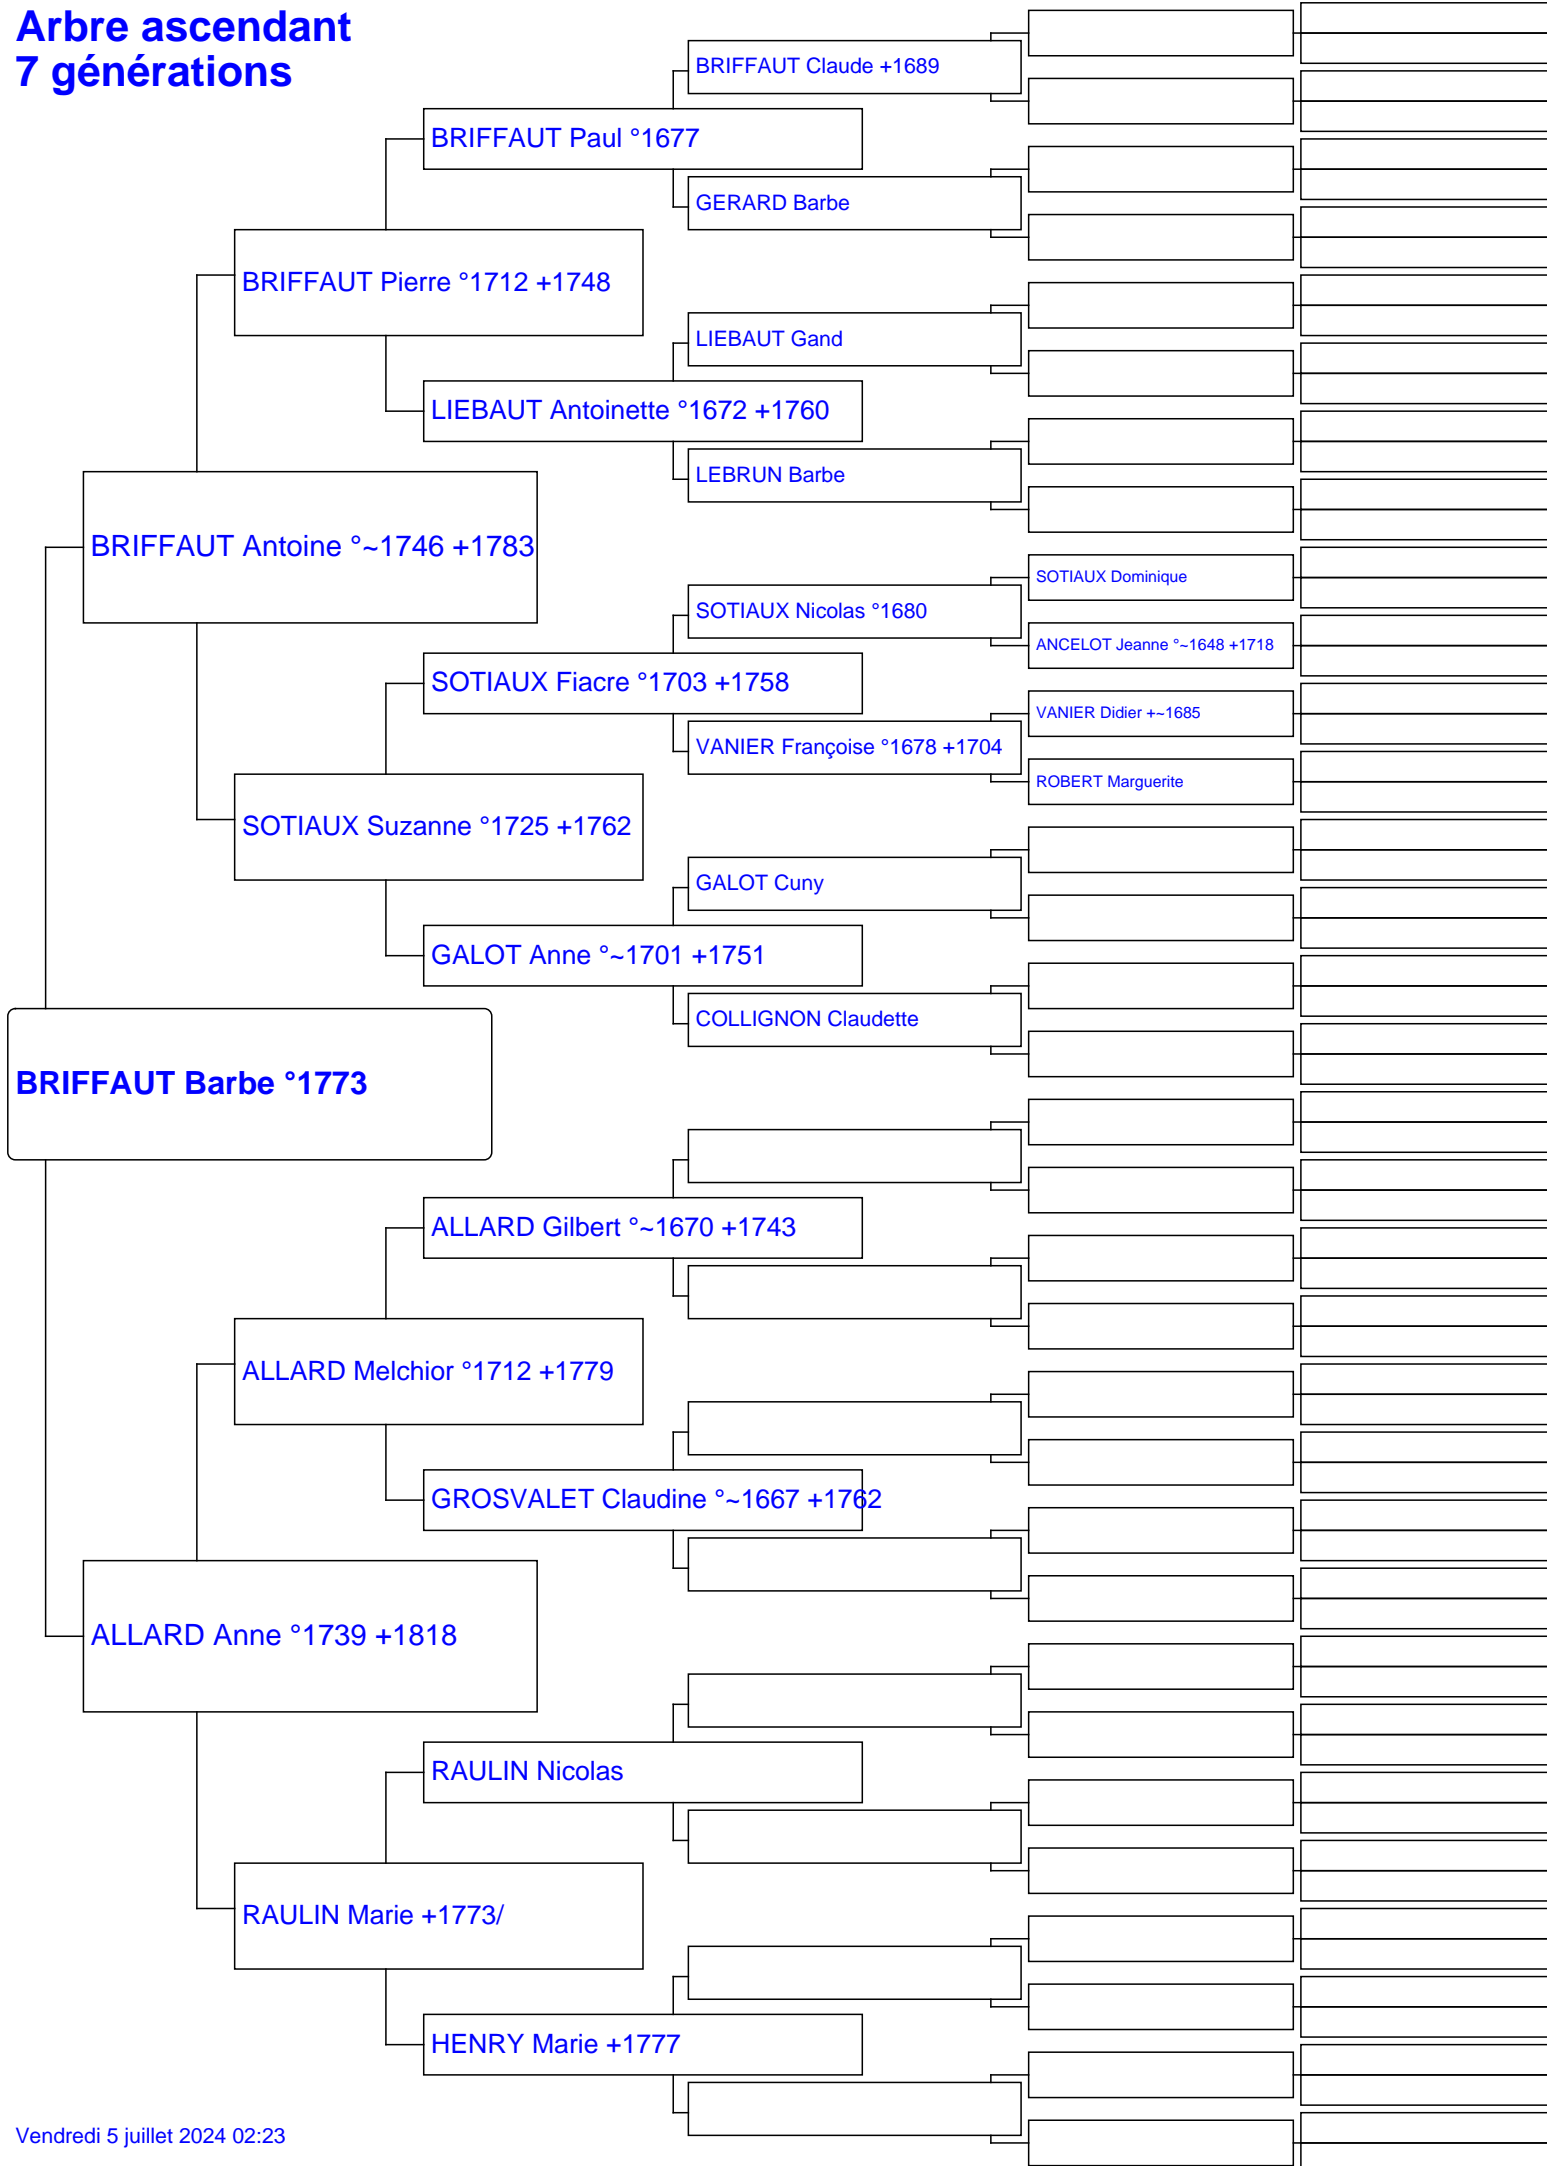 Arbre ascendant
7 générations
BRIFFAUT Claude +1689
BRIFFAUT Paul °1677
GERARD Barbe
BRIFFAUT Pierre °1712 +1748
LIEBAUT Gand
LIEBAUT Antoinette °1672 +1760
LEBRUN Barbe
BRIFFAUT Antoine °~1746 +1783
SOTIAUX Dominique
SOTIAUX Nicolas °1680
ANCELOT Jeanne °~1648 +1718
SOTIAUX Fiacre °1703 +1758
VANIER Didier +~1685
VANIER Françoise °1678 +1704
ROBERT Marguerite
SOTIAUX Suzanne °1725 +1762
GALOT Cuny
GALOT Anne °~1701 +1751
COLLIGNON Claudette
BRIFFAUT Barbe °1773
ALLARD Gilbert °~1670 +1743
ALLARD Melchior °1712 +1779
GROSVALET Claudine °~1667 +1762
ALLARD Anne °1739 +1818
RAULIN Nicolas
RAULIN Marie +1773/
HENRY Marie +1777
Vendredi 5 juillet 2024 02:23